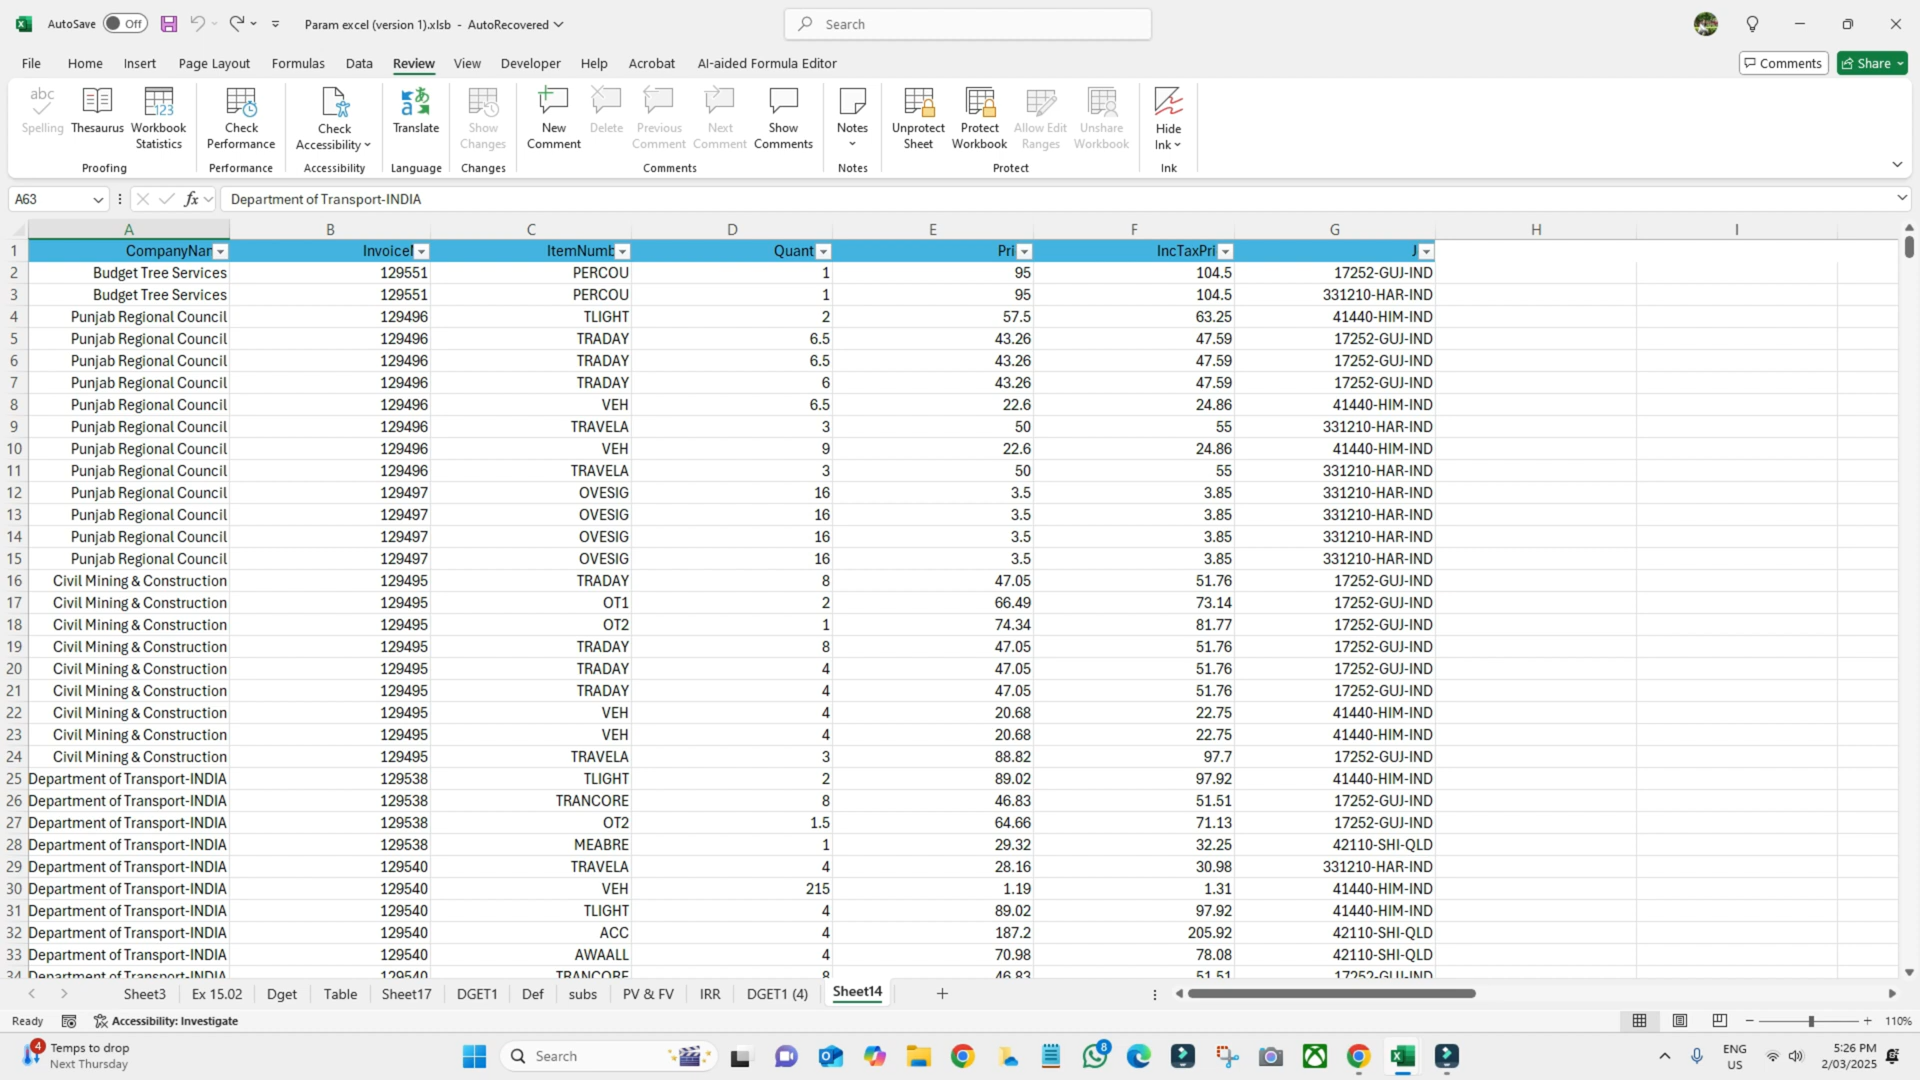 AutoSave Off Param excel (version 1).xlsb - AutoRecovered Search
File Home Insert Page Layout Formulas Data Review View Developer Help Acrobat AI-aided Formula Editor Comments Share
Spelling Thesaurus Workbook Statistics Check Performance Check Accessibility Translate Show Changes New Comment Delete Previous Comment Next Comment Show Comments Notes Unprotect Sheet Protect Workbook Allow Edit Ranges Unshare Workbook Hide Ink
Proofing Performance Accessibility Language Changes Comments Notes Protect Ink
A63 fx Department of Transport-INDIA
A B C D E F G H I
1 CompanyNar InvoiceI ItemNumb Quant Pri IncTaxPri J
2 Budget Tree Services 129551 PERCOU 1 95 104.5 17252-GUJ-IND
3 Budget Tree Services 129551 PERCOU 1 95 104.5 331210-HAR-IND
4 Punjab Regional Council 129496 TLIGHT 2 57.5 63.25 41440-HIM-IND
5 Punjab Regional Council 129496 TRADAY 6.5 43.26 47.59 17252-GUJ-IND
6 Punjab Regional Council 129496 TRADAY 6.5 43.26 47.59 17252-GUJ-IND
7 Punjab Regional Council 129496 TRADAY 6 43.26 47.59 17252-GUJ-IND
8 Punjab Regional Council 129496 VEH 6.5 22.6 24.86 41440-HIM-IND
9 Punjab Regional Council 129496 TRAVELA 3 50 55 331210-HAR-IND
10 Punjab Regional Council 129496 VEH 9 22.6 24.86 41440-HIM-IND
11 Punjab Regional Council 129496 TRAVELA 3 50 55 331210-HAR-IND
12 Punjab Regional Council 129497 OVESIG 16 3.5 3.85 331210-HAR-IND
13 Punjab Regional Council 129497 OVESIG 16 3.5 3.85 331210-HAR-IND
14 Punjab Regional Council 129497 OVESIG 16 3.5 3.85 331210-HAR-IND
15 Punjab Regional Council 129497 OVESIG 16 3.5 3.85 331210-HAR-IND
16 Civil Mining & Construction 129495 TRADAY 8 47.05 51.76 17252-GUJ-IND
17 Civil Mining & Construction 129495 OT1 2 66.49 73.14 17252-GUJ-IND
18 Civil Mining & Construction 129495 OT2 1 74.34 81.77 17252-GUJ-IND
19 Civil Mining & Construction 129495 TRADAY 8 47.05 51.76 17252-GUJ-IND
20 Civil Mining & Construction 129495 TRADAY 4 47.05 51.76 17252-GUJ-IND
21 Civil Mining & Construction 129495 TRADAY 4 47.05 51.76 17252-GUJ-IND
22 Civil Mining & Construction 129495 VEH 4 20.68 22.75 41440-HIM-IND
23 Civil Mining & Construction 129495 VEH 4 20.68 22.75 41440-HIM-IND
24 Civil Mining & Construction 129495 TRAVELA 3 88.82 97.7 17252-GUJ-IND
25 Department of Transport-INDIA 129538 TLIGHT 2 89.02 97.92 41440-HIM-IND
26 Department of Transport-INDIA 129538 TRANCORE 8 46.83 51.51 17252-GUJ-IND
27 Department of Transport-INDIA 129538 OT2 1.5 64.66 71.13 17252-GUJ-IND
28 Department of Transport-INDIA 129538 MEABRE 1 29.32 32.25 42110-SHI-QLD
29 Department of Transport-INDIA 129540 TRAVELA 4 28.16 30.98 331210-HAR-IND
30 Department of Transport-INDIA 129540 VEH 215 1.19 1.31 41440-HIM-IND
31 Department of Transport-INDIA 129540 TLIGHT 4 89.02 97.92 41440-HIM-IND
32 Department of Transport-INDIA 129540 ACC 4 187.2 205.92 42110-SHI-QLD
33 Department of Transport-INDIA 129540 AWAALL 4 70.98 78.08 42110-SHI-QLD
34 Department of Transport-INDIA 129540 TRANCORE 8 46.83 51.51 17252-GUJ-IND
Sheet3 Ex 15.02 Dget Table Sheet17 DGET1 Def subs PV & FV IRR DGET1 (4) Sheet14
Ready Accessibility: Investigate 110%
4 Temps to drop Next Thursday Search 8 ENG US 5:26 PM 2/03/2025